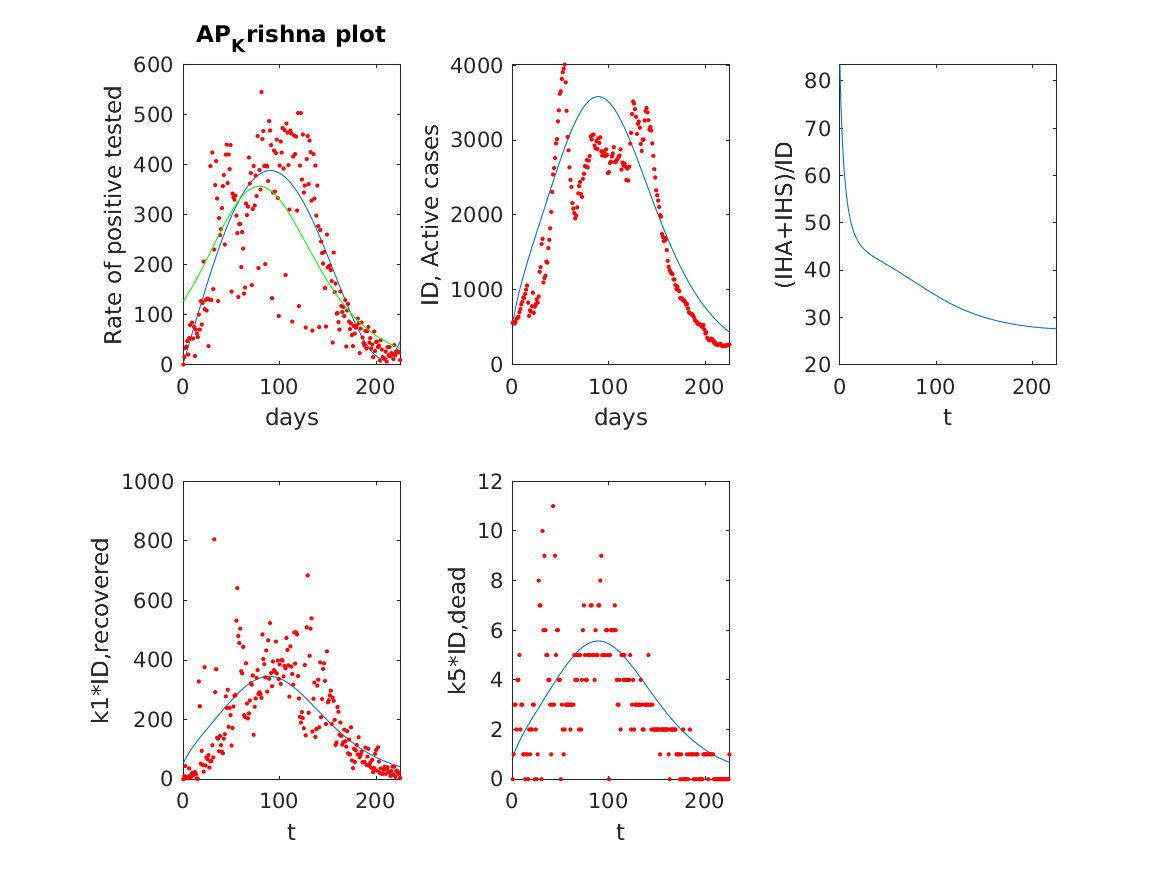 AP_Krishna plot
600
500
400
300
200
100
0
0 100 200
days
Rate of positive tested
4000
3000
2000
1000
0
0 100 200
days
ID, Active cases
80
70
60
50
40
30
20
0 100 200
t
(IHA+IHS)/ID
1000
800
600
400
200
0
0 100 200
t
k1*ID,recovered
12
10
8
6
4
2
0
0 100 200
t
k5*ID,dead